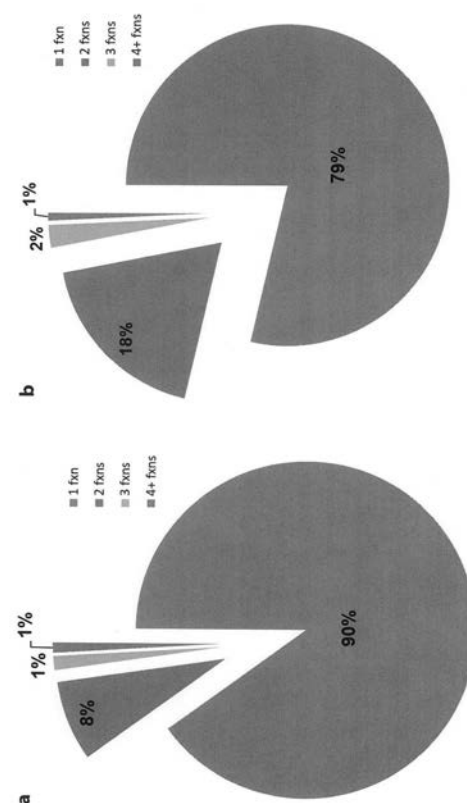 b
1 fxn
2 fxns
3 fxns
4+ fxns
2%
1%
18%
79%
a
1 fxn
2 fxns
3 fxns
4+ fxns
1%
1%
8%
90%